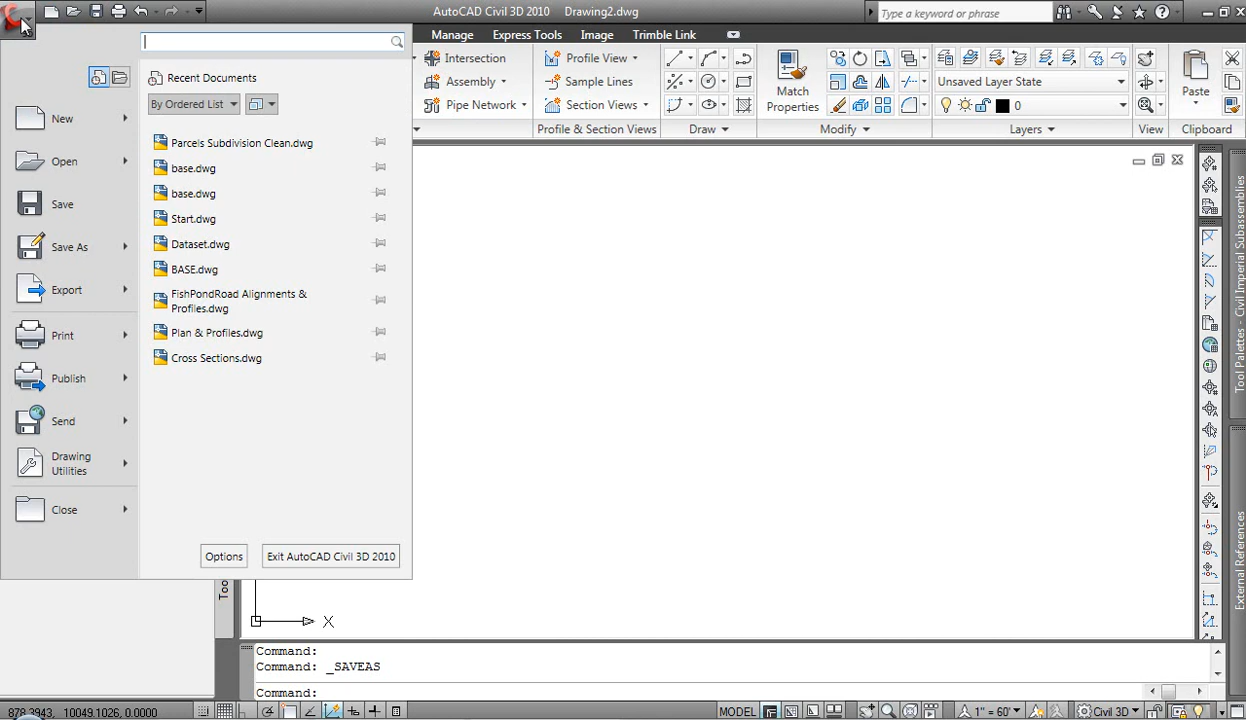 AutoCAD Civil 3D 2010 Drawing2.dwg
Type a keyword or phrase
Manage Express Tools Image Trimble Link
Intersection
Assembly
Pipe Network
Profile View
Sample Lines
Section Views
Profile & Section Views
Match
Properties
Draw
Modify
Unsaved Layer State
0
Layers
View
Paste
Clipboard
Recent Documents
By Ordered List
New
Open
Save
Save As
Export
Print
Publish
Send
Drawing
Utilities
Close
Parcels Subdivision Clean.dwg
base.dwg
base.dwg
Start.dwg
Dataset.dwg
BASE.dwg
FishPondRoad Alignments &
Profiles.dwg
Plan & Profiles.dwg
Cross Sections.dwg
Options
Exit AutoCAD Civil 3D 2010
Tool Palettes - Civil Imperial Subassemblies
External References
Too
X
Command:
Command: _SAVEAS
Command:
878.3943, 10049.1026, 0.0000
MODEL
1" = 60'
Civil 3D